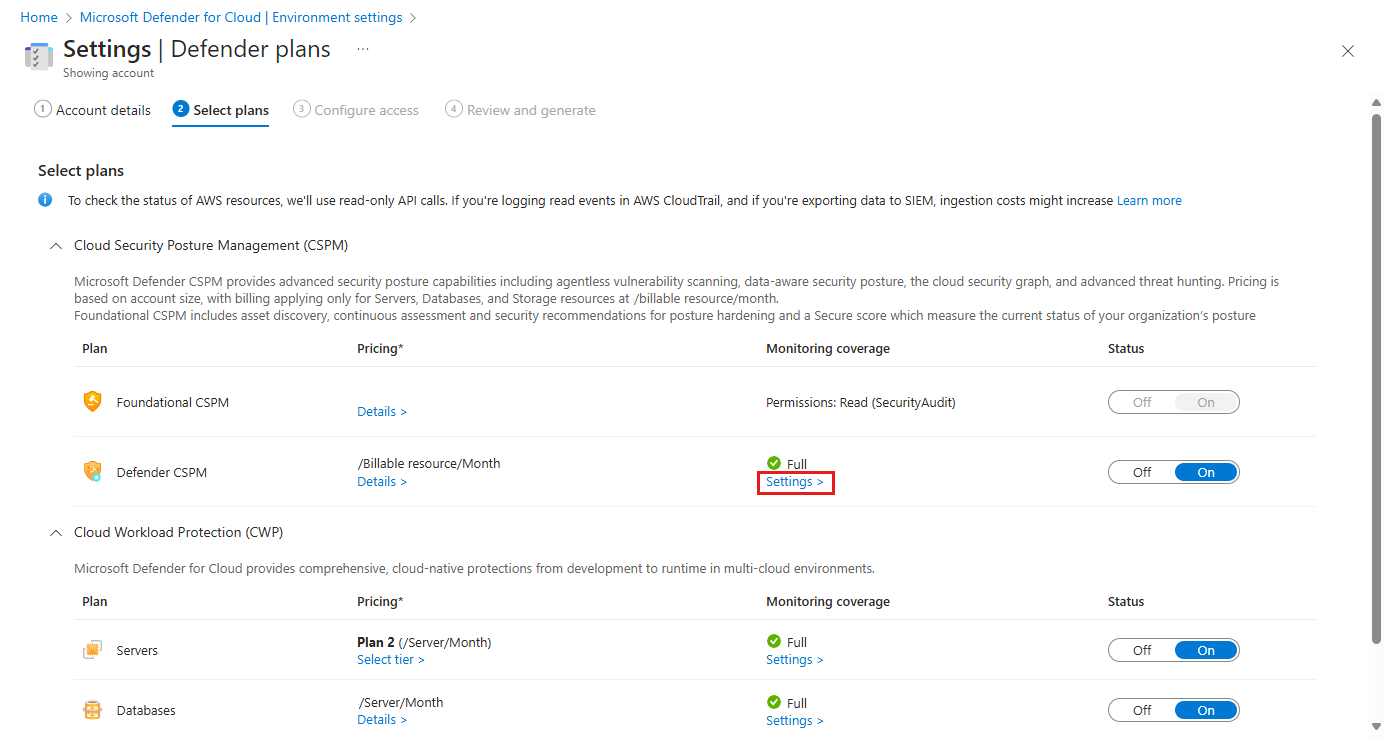 Home > Microsoft Defender for Cloud | Environment settings >
Settings | Defender plans ...
Showing account
1 Account details 2 Select plans 3 Configure access 4 Review and generate
Select plans
To check the status of AWS resources, we'll use read-only API calls. If you're logging read events in AWS CloudTrail, and if you're exporting data to SIEM, ingestion costs might increase Learn more
Cloud Security Posture Management (CSPM)
Microsoft Defender CSPM provides advanced security posture capabilities including agentless vulnerability scanning, data-aware security posture, the cloud security graph, and advanced threat hunting. Pricing is
based on account size, with billing applying only for Servers, Databases, and Storage resources at /billable resource/month.
Foundational CSPM includes asset discovery, continuous assessment and security recommendations for posture hardening and a Secure score which measure the current status of your organization's posture
Plan Pricing* Monitoring coverage Status
Foundational CSPM Details > Permissions: Read (SecurityAudit) Off On
Defender CSPM /Billable resource/Month Full Off On
Details > Settings >
Cloud Workload Protection (CWP)
Microsoft Defender for Cloud provides comprehensive, cloud-native protections from development to runtime in multi-cloud environments.
Plan Pricing* Monitoring coverage Status
Servers Plan 2 (/Server/Month) Full Off On
Select tier > Settings >
Databases /Server/Month Full Off On
Details > Settings >